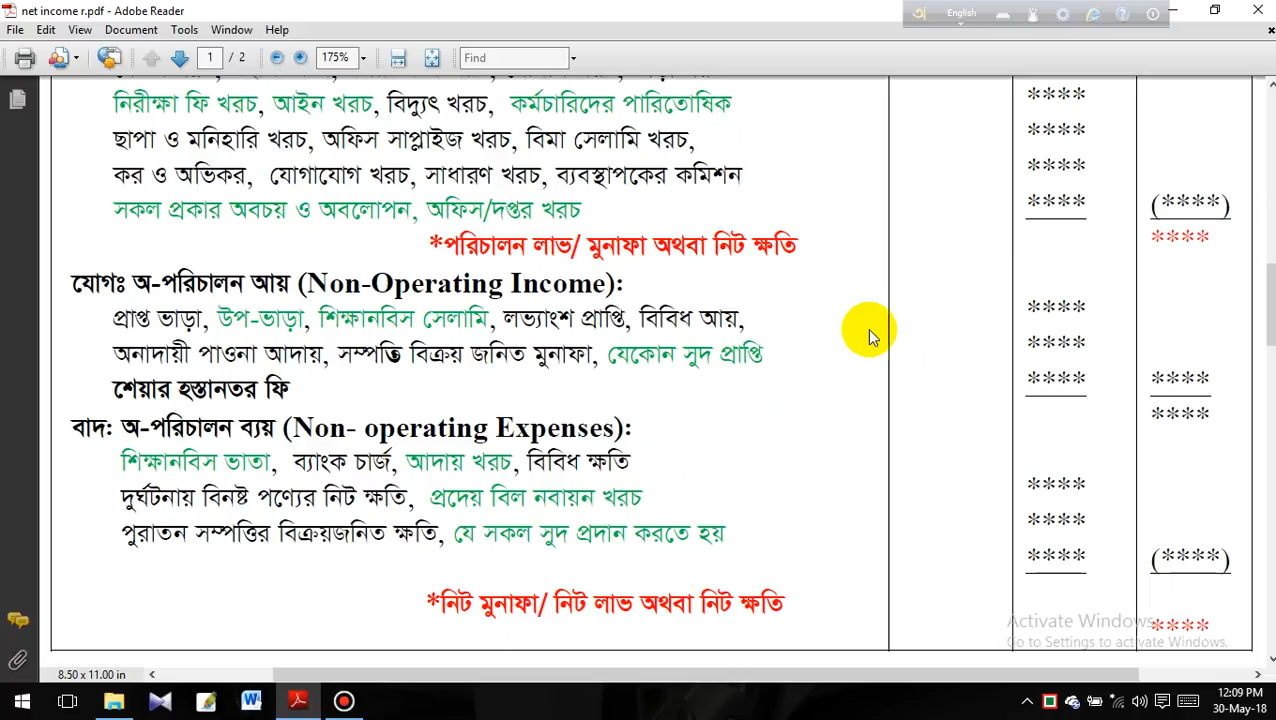 net income r.pdf - Adobe Reader
English
File Edit View Document Tools Window Help
1 / 2 175% Find
নিরীক্ষা ফি খরচ, আইন খরচ, বিদ্যুৎ খরচ, কর্মচারিদের পারিতোষিক ****
ছাপা ও মনিহারি খরচ, অফিস সাপ্লাইজ খরচ, বিমা সেলামি খরচ, ****
কর ও অভিকর, যোগাযোগ খরচ, সাধারণ খরচ, ব্যবস্থাপকের কমিশন ****
সকল প্রকার অবচয় ও অবলোপন, অফিস/দপ্তর খরচ **** (****)
*পরিচালন লাভ/ মুনাফা অথবা নিট ক্ষতি ****
যোগঃ অ-পরিচালন আয় (Non-Operating Income):
প্রাপ্ত ভাড়া, উপ-ভাড়া, শিক্ষানবিস সেলামি, লভ্যাংশ প্রাপ্তি, বিবিধ আয়, ****
অনাদায়ী পাওনা আদায়, সম্পত্তি বিক্রয় জনিত মুনাফা, যেকোন সুদ প্রাপ্তি ****
শেয়ার হস্তানতর ফি **** ****
****
বাদ: অ-পরিচালন ব্যয় (Non- operating Expenses):
শিক্ষানবিস ভাতা, ব্যাংক চার্জ, আদায় খরচ, বিবিধ ক্ষতি ****
দুর্ঘটনায় বিনষ্ট পণ্যের নিট ক্ষতি, প্রদেয় বিল নবায়ন খরচ ****
পুরাতন সম্পত্তির বিক্রয়জনিত ক্ষতি, যে সকল সুদ প্রদান করতে হয় **** (****)
*নিট মুনাফা/ নিট লাভ অথবা নিট ক্ষতি ****
Activate Windows
Go to Settings to activate Windows.
8.50 x 11.00 in
12:09 PM
30-May-18